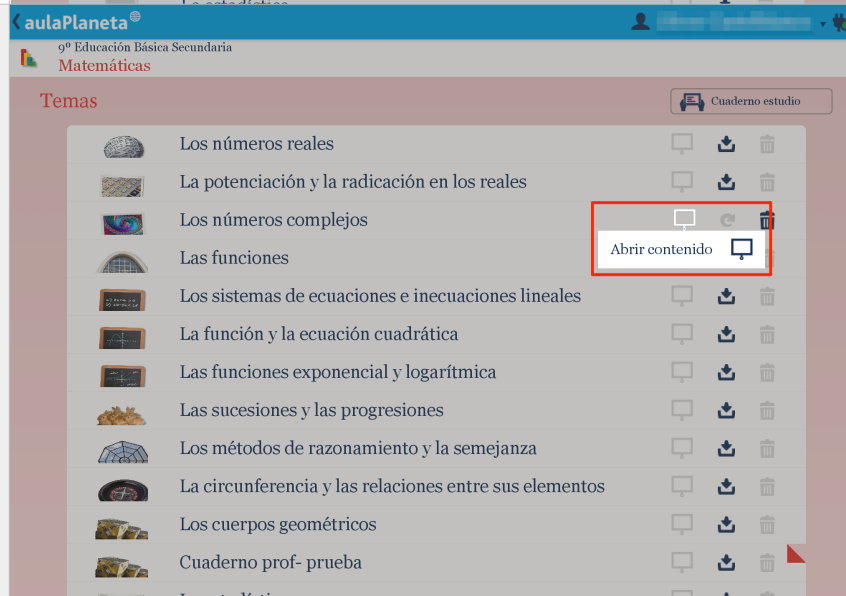 aulaPlaneta
9º Educación Básica Secundaria
Matemáticas
Temas
Cuaderno estudio
Los números reales
La potenciación y la radicación en los reales
Los números complejos
Abrir contenido
Las funciones
Los sistemas de ecuaciones e inecuaciones lineales
La función y la ecuación cuadrática
Las funciones exponencial y logarítmica
Las sucesiones y las progresiones
Los métodos de razonamiento y la semejanza
La circunferencia y las relaciones entre sus elementos
Los cuerpos geométricos
Cuaderno prof- prueba